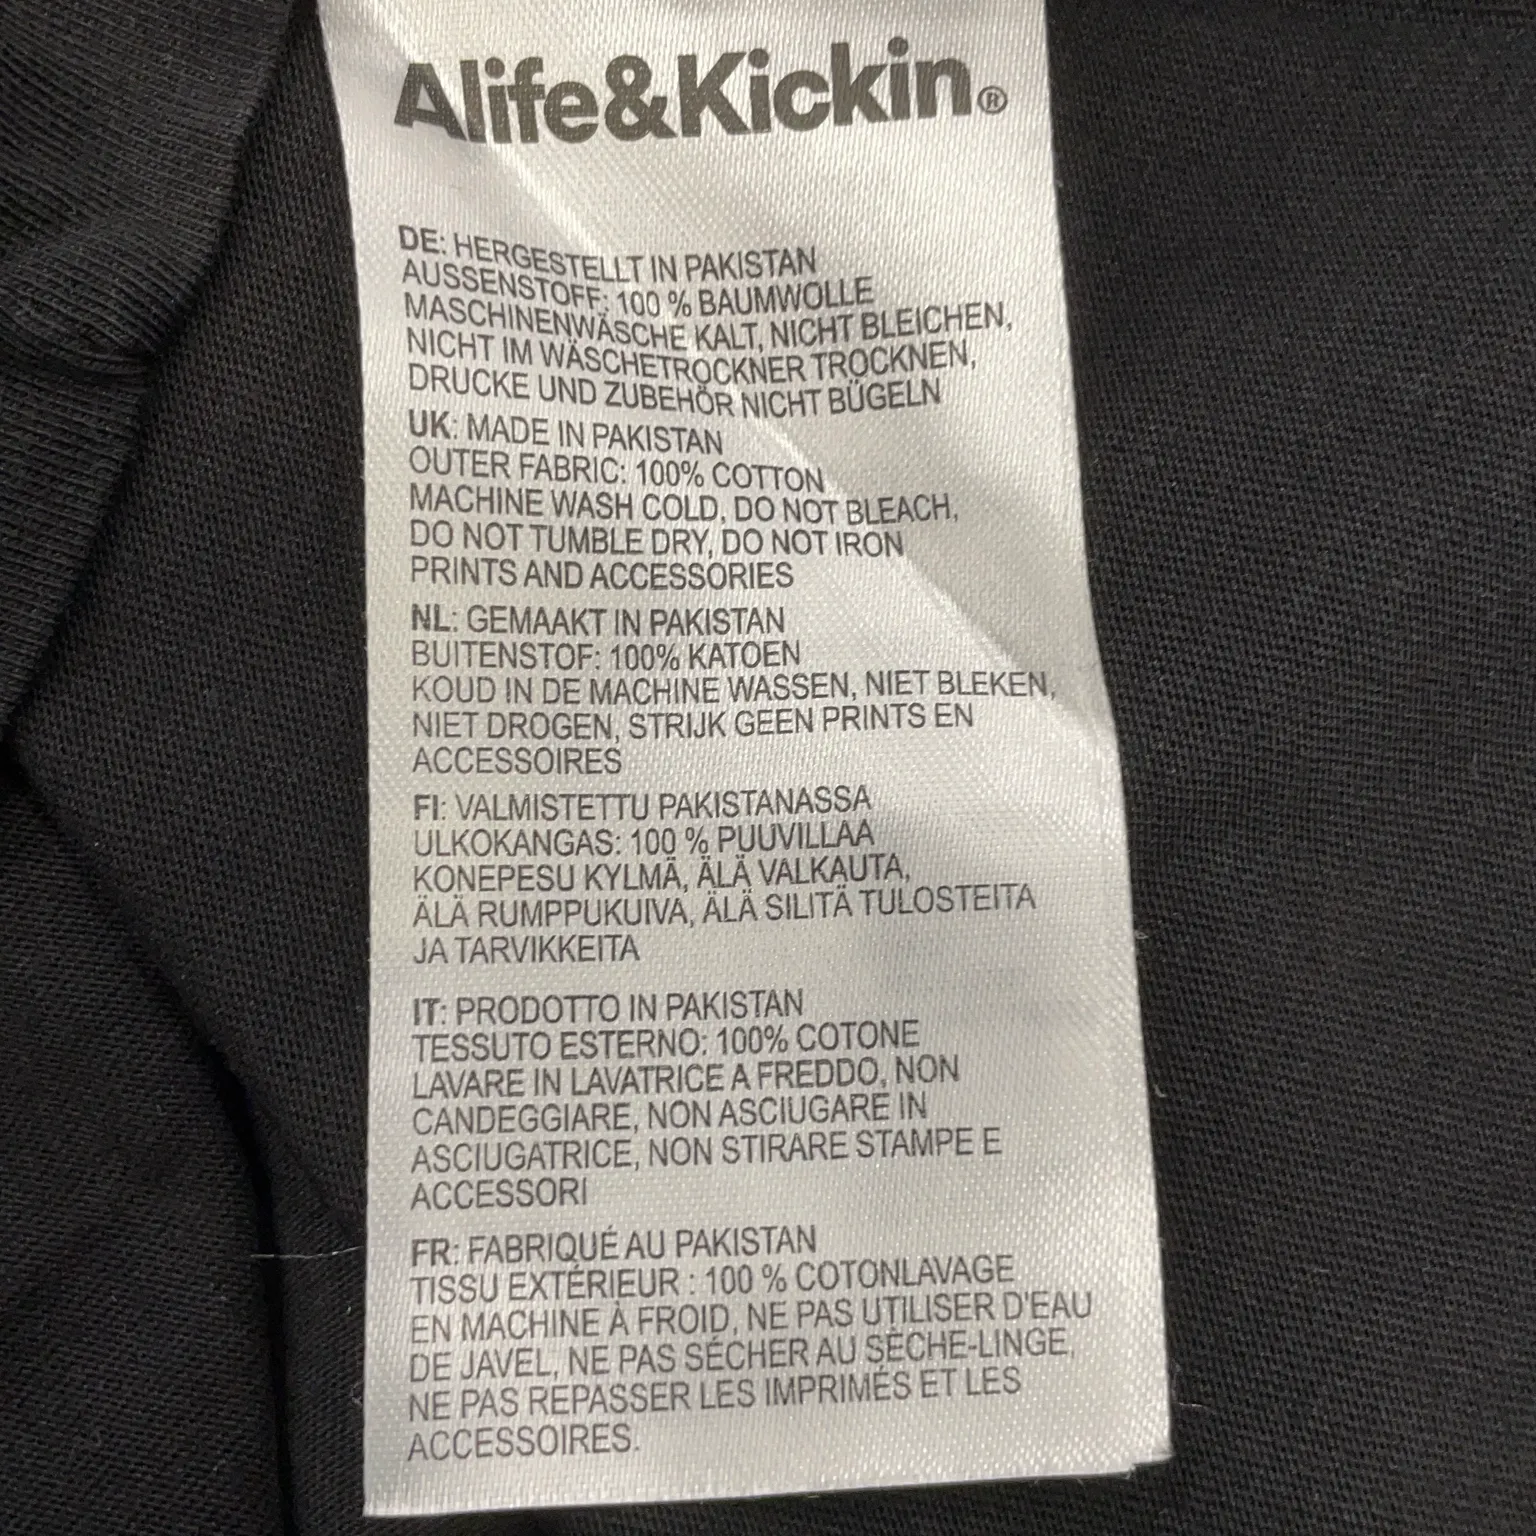 Alife&Kickin®
DE: HERGESTELLT IN PAKISTAN
AUSSENSTOFF: 100 % BAUMWOLLE
MASCHINENWÄSCHE KALT, NICHT BLEICHEN,
NICHT IM WÄSCHETROCKNER TROCKNEN,
DRUCKE UND ZUBEHÖR NICHT BÜGELN
UK: MADE IN PAKISTAN
OUTER FABRIC: 100% COTTON
MACHINE WASH COLD, DO NOT BLEACH,
DO NOT TUMBLE DRY, DO NOT IRON
PRINTS AND ACCESSORIES
NL: GEMAAKT IN PAKISTAN
BUITENSTOF: 100% KATOEN
KOUD IN DE MACHINE WASSEN, NIET BLEKEN,
NIET DROGEN, STRIJK GEEN PRINTS EN
ACCESSOIRES
FI: VALMISTETTU PAKISTANASSA
ULKOKANGAS: 100 % PUUVILLAA
KONEPESU KYLMÄ, ÄLÄ VALKAUTA,
ÄLÄ RUMPPUKUIVA, ÄLÄ SILITÄ TULOSTEITA
JA TARVIKKEITA
IT: PRODOTTO IN PAKISTAN
TESSUTO ESTERNO: 100% COTONE
LAVARE IN LAVATRICE A FREDDO, NON
CANDEGGIARE, NON ASCIUGARE IN
ASCIUGATRICE, NON STIRARE STAMPE E
ACCESSORI
FR: FABRIQUÉ AU PAKISTAN
TISSU EXTÉRIEUR : 100 % COTONLAVAGE
EN MACHINE À FROID, NE PAS UTILISER D'EAU
DE JAVEL, NE PAS SÉCHER AU SÈCHE-LINGE,
NE PAS REPASSER LES IMPRIMÉS ET LES
ACCESSOIRES.